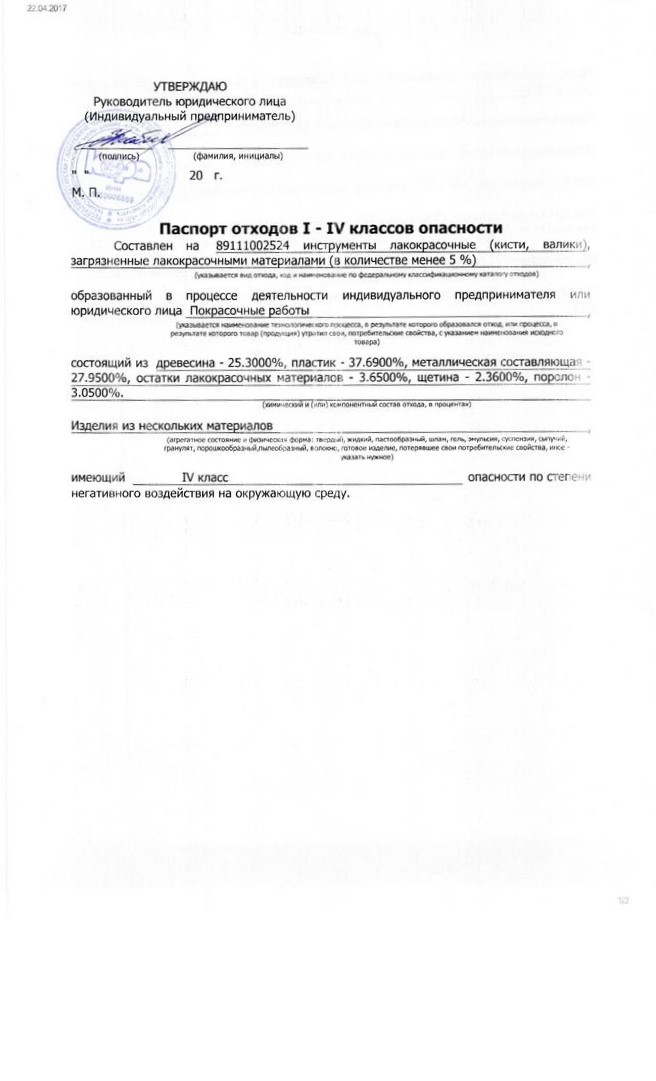 22.04.2017
УТВЕРЖДАЮ
Руководитель юридического лица
(Индивидуальный предприниматель)
(подпись) (фамилия, инициалы)
" " 20 г.
М. П.
ИНН
Паспорт отходов I - IV классов опасности
Составлен на 89111002524 инструменты лакокрасочные (кисти, валики),
загрязненные лакокрасочными материалами (в количестве менее 5 %)
(указывается вид отхода, код и наименование по федеральному классификационному каталогу отходов)
образованный в процессе деятельности индивидуального предпринимателя или
юридического лица Покрасочные работы ,
(указывается наименование технологического процесса, в результате которого образовался отход, или процесса, в
результате которого товар (продукция) утратил свои, потребительские свойства, с указанием наименования исходного
товара)
состоящий из древесина - 25.3000%, пластик - 37.6900%, металлическая составляющая -
27.9500%, остатки лакокрасочных материалов - 3.6500%, щетина - 2.3600%, поролон -
3.0500%.
(химический и (или) компонентный состав отхода, в процентах)
Изделия из нескольких материалов ,
(агрегатное состояние и физическая форма: твердый, жидкий, пастообразный, шлам, гель, эмульсия, суспензия, сыпучий,
гранулят, порошкообразный,пылеобразный, волокно, готовое изделие, потерявшее свои потребительские свойства, иное -
указать нужное)
имеющий IV класс опасности по степени
негативного воздействия на окружающую среду.
1/2